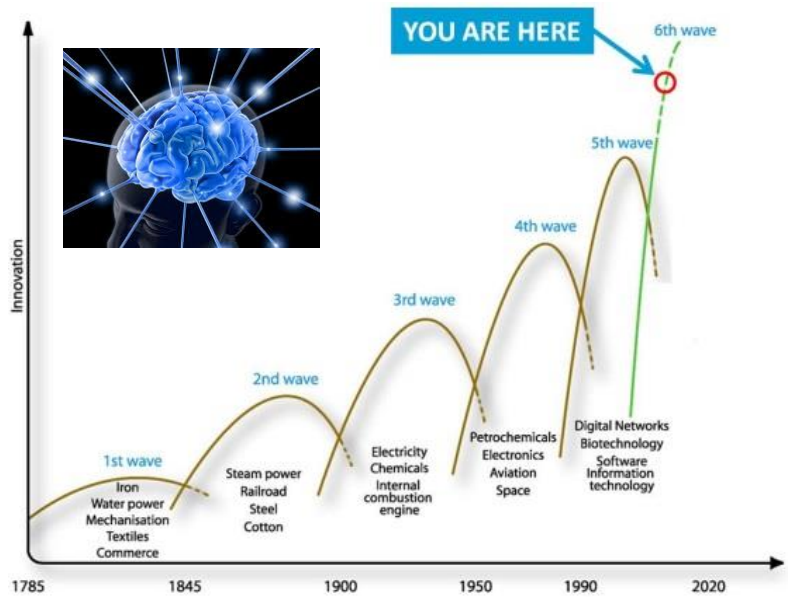 YOU ARE HERE
6th wave
5th wave
4th wave
3rd wave
2nd wave
1st wave
Innovation
Iron
Water power
Mechanisation
Textiles
Commerce
Steam power
Railroad
Steel
Cotton
Electricity
Chemicals
Internal
combustion
engine
Petrochemicals
Electronics
Aviation
Space
Digital Networks
Biotechnology
Software
Information
technology
1785 1845 1900 1950 1990 2020